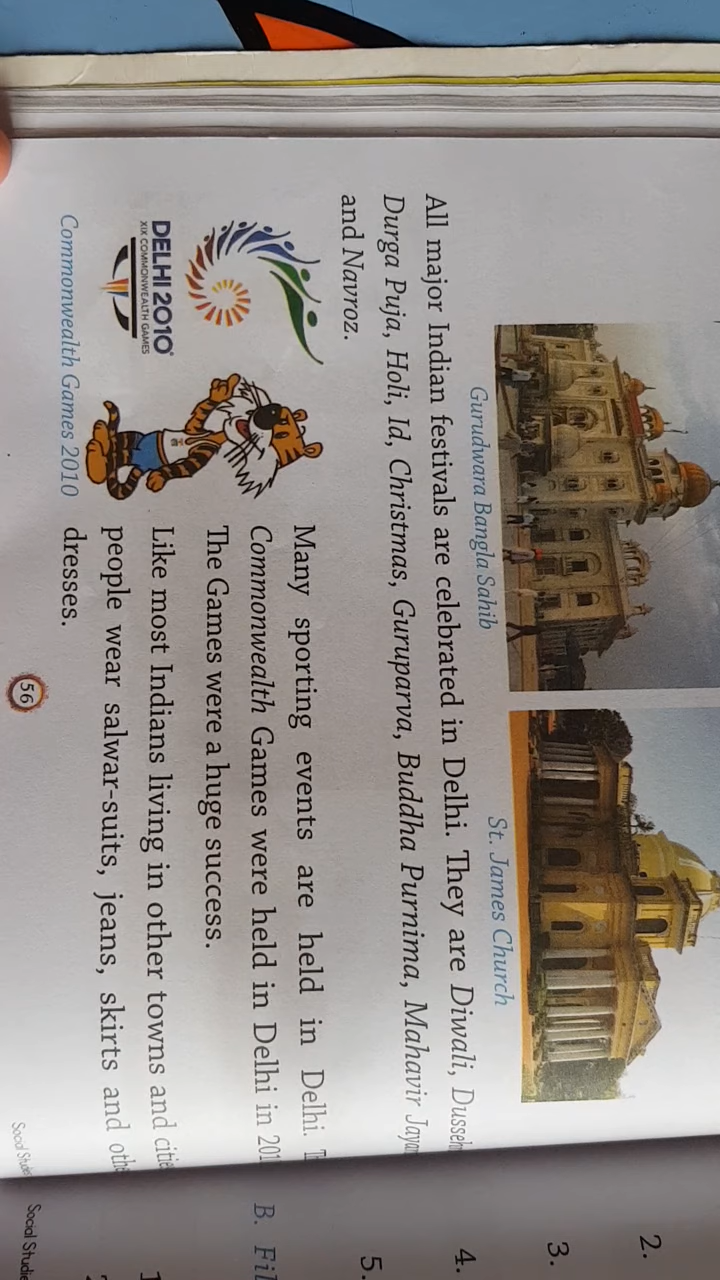 Gurudwara Bangla Sahib
St. James Church
All major Indian festivals are celebrated in Delhi. They are Diwali,
Durga Puja, Holi, Id, Christmas, Guruparva, Buddha Purnima, Mahavir
and Navroz.
DELHI 2010
XIX COMMONWEALTH GAMES
Commonwealth Games 2010
Many sporting events are held in Delhi.
Commonwealth Games were held in Delhi in
The Games were a huge success.
Like most Indians living in other towns and
people wear salwar-suits, jeans, skirts and
dresses.
56
Social
2.
3.
4.
5.
B.
Social